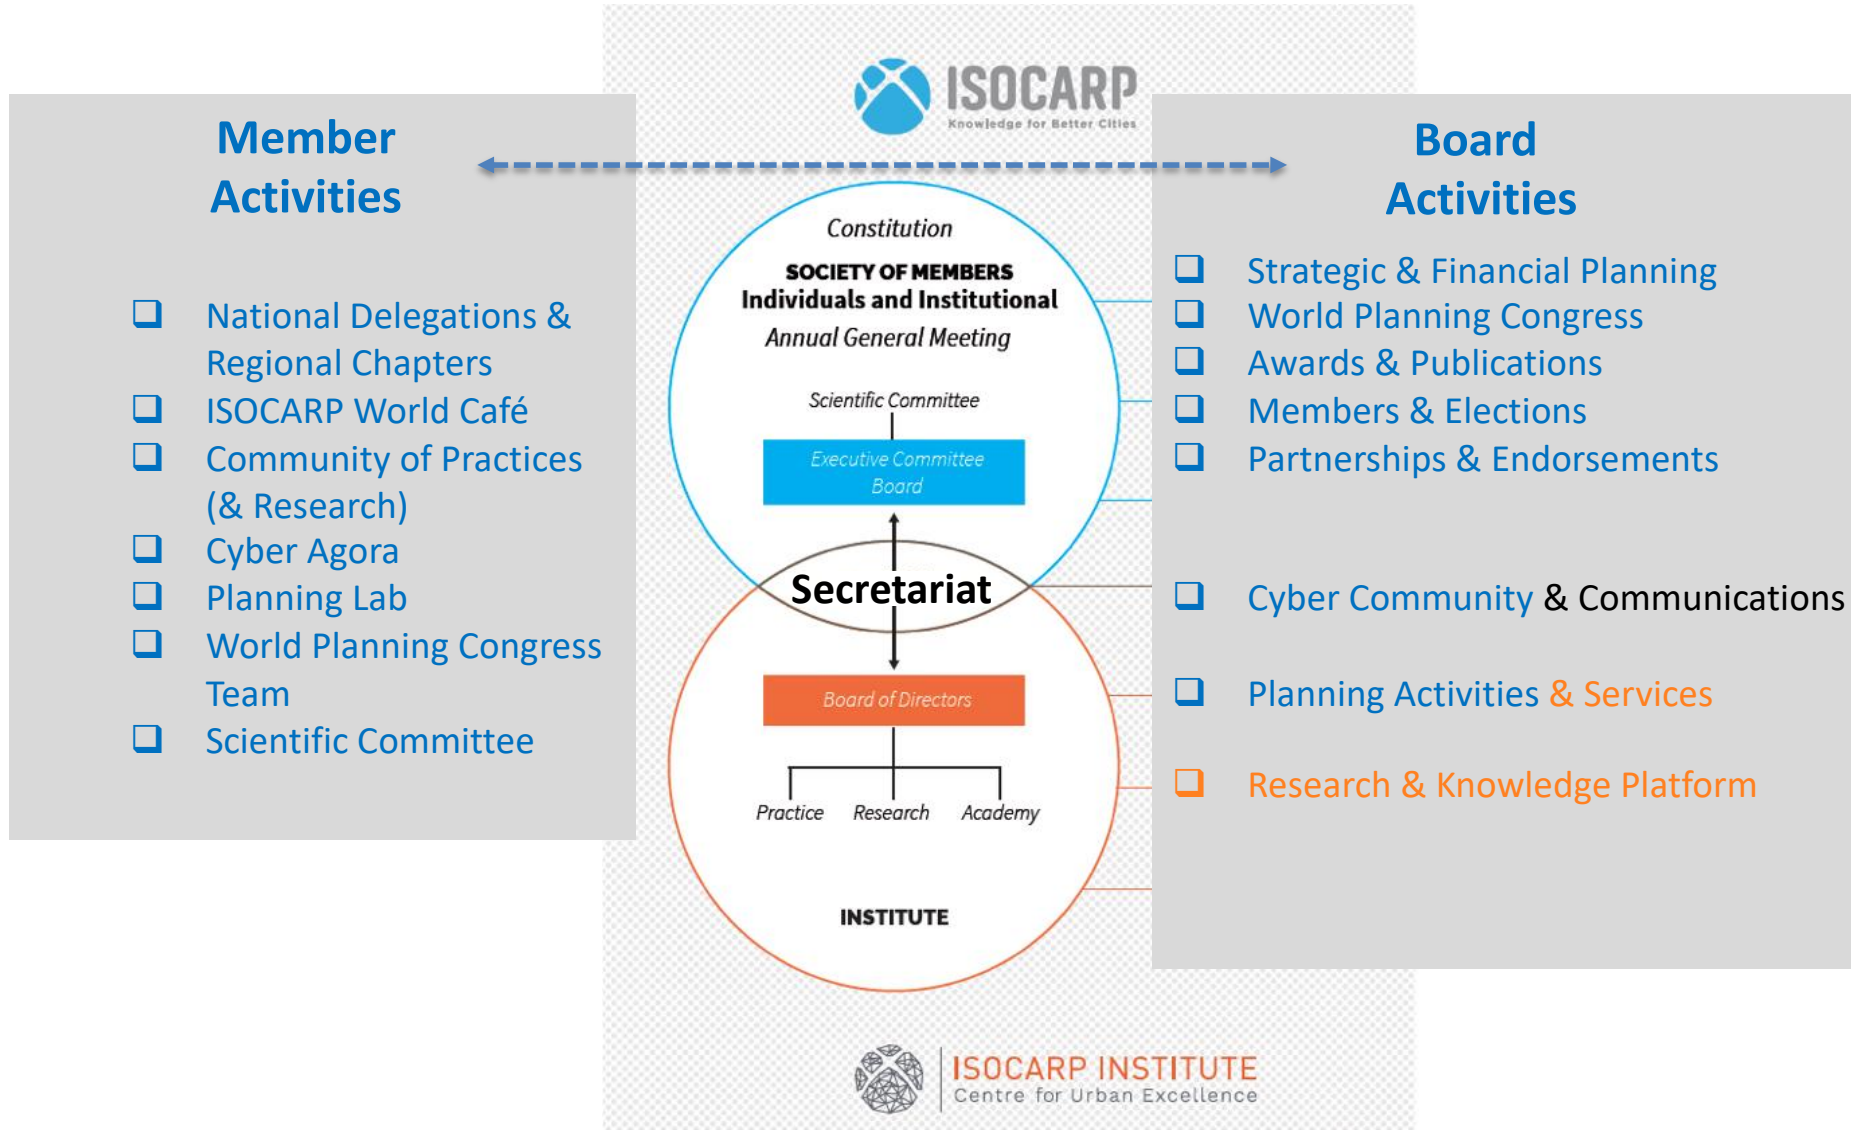 ISOCARP
Knowledge for Better Cities
Member
Activities
National Delegations &
Regional Chapters
ISOCARP World Café
Community of Practices
(& Research)
Cyber Agora
Planning Lab
World Planning Congress
Team
Scientific Committee
Constitution
SOCIETY OF MEMBERS
Individuals and Institutional
Annual General Meeting
Scientific Committee
Executive Committee
Board
Secretariat
Board of Directors
Practice Research Academy
INSTITUTE
Board
Activities
Strategic & Financial Planning
World Planning Congress
Awards & Publications
Members & Elections
Partnerships & Endorsements
Cyber Community & Communications
Planning Activities & Services
Research & Knowledge Platform
ISOCARP INSTITUTE
Centre for Urban Excellence